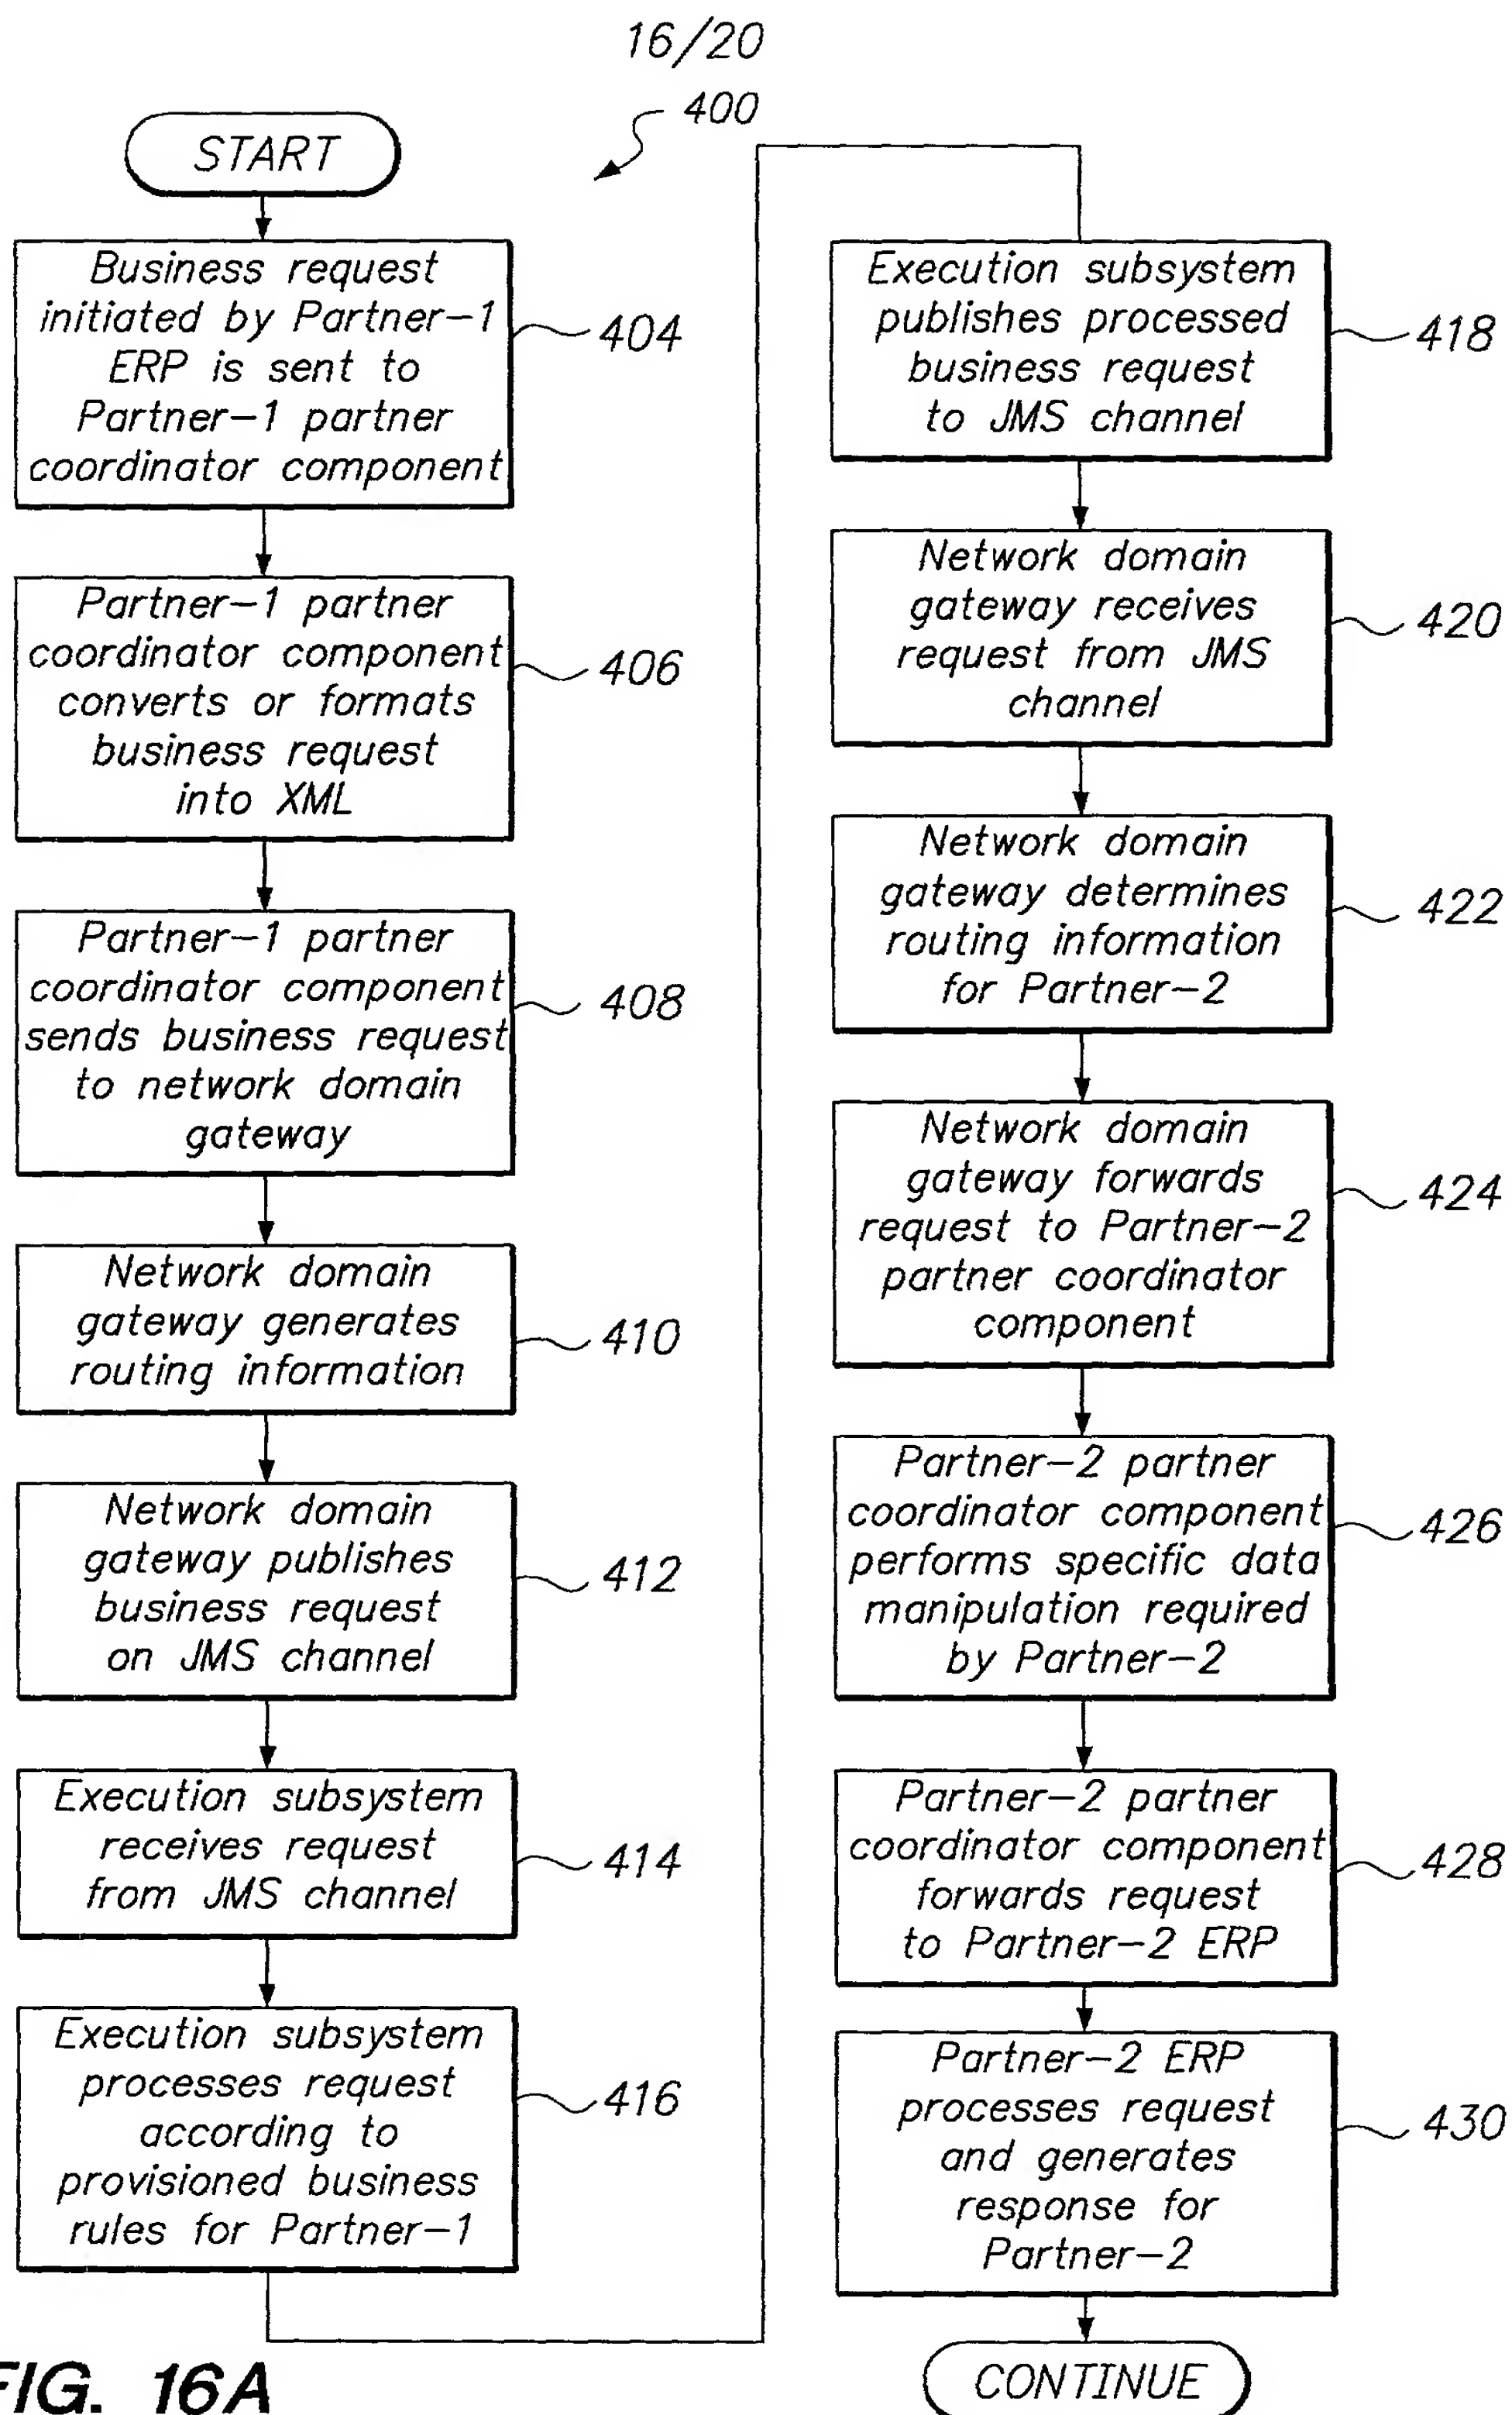 16/20
400
START
Business request
initiated by Partner-1
ERP is sent to
Partner-1 partner
coordinator component
404
Partner-1 partner
coordinator component
converts or formats
business request
into XML
406
Partner-1 partner
coordinator component
sends business request
to network domain
gateway
408
Network domain
gateway generates
routing information
410
Network domain
gateway publishes
business request
on JMS channel
412
Execution subsystem
receives request
from JMS channel
414
Execution subsystem
processes request
according to
provisioned business
rules for Partner-1
416
Execution subsystem
publishes processed
business request
to JMS channel
418
Network domain
gateway receives
request from JMS
channel
420
Network domain
gateway determines
routing information
for Partner-2
422
Network domain
gateway forwards
request to Partner-2
partner coordinator
component
424
Partner-2 partner
coordinator component
performs specific data
manipulation required
by Partner-2
426
Partner-2 partner
coordinator component
forwards request
to Partner-2 ERP
428
Partner-2 ERP
processes request
and generates
response for
Partner-2
430
CONTINUE
FIG. 16A